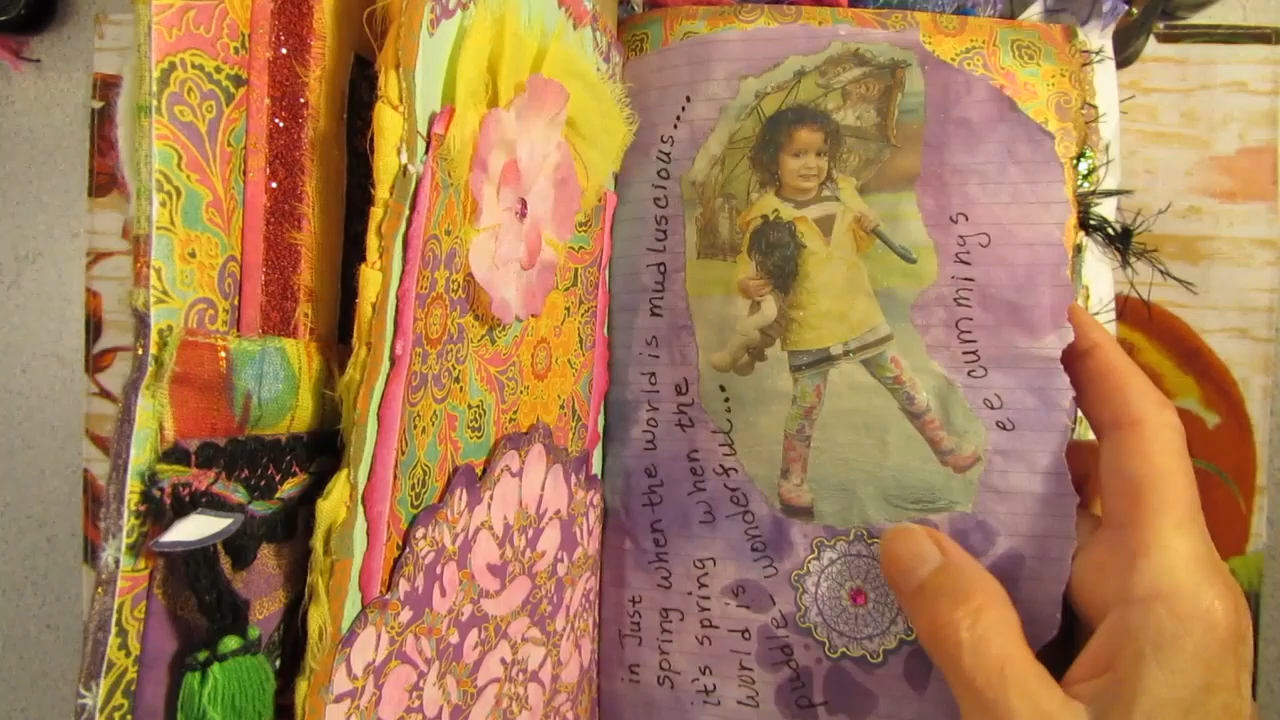 in Just
spring when the world is mudluscious....
it's spring when the
world is wonderful...
puddle-
ee cummings